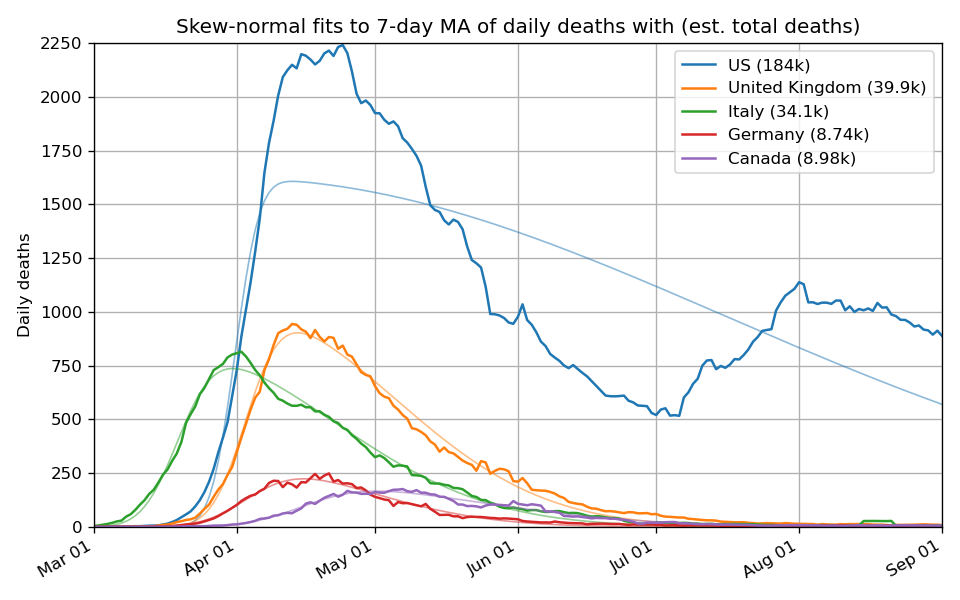 Skew-normal fits to 7-day MA of daily deaths with (est. total deaths)
Daily deaths
2250
2000
1750
1500
1250
1000
750
500
250
0
US (184k)
United Kingdom (39.9k)
Italy (34.1k)
Germany (8.74k)
Canada (8.98k)
Mar 01
Apr 01
May 01
Jun 01
Jul 01
Aug 01
Sep 01